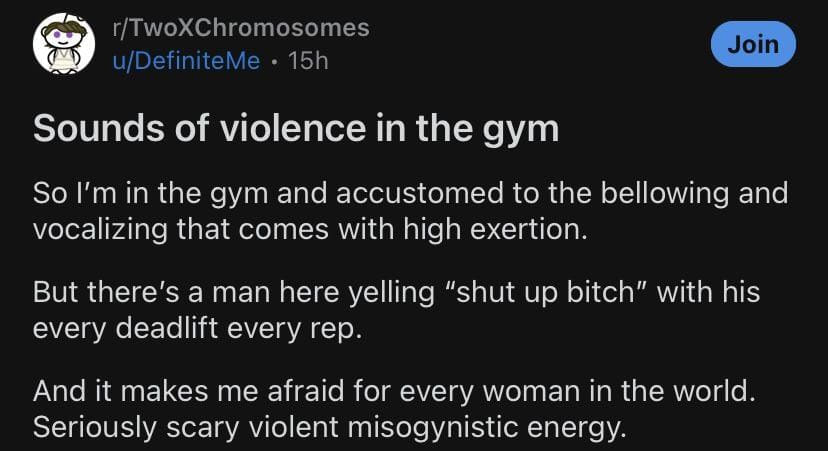 r/TwoXChromosomes
u/DefiniteMe • 15h
Join
Sounds of violence in the gym
So I’m in the gym and accustomed to the bellowing and
vocalizing that comes with high exertion.
But there’s a man here yelling “shut up bitch” with his
every deadlift every rep.
And it makes me afraid for every woman in the world.
Seriously scary violent misogynistic energy.